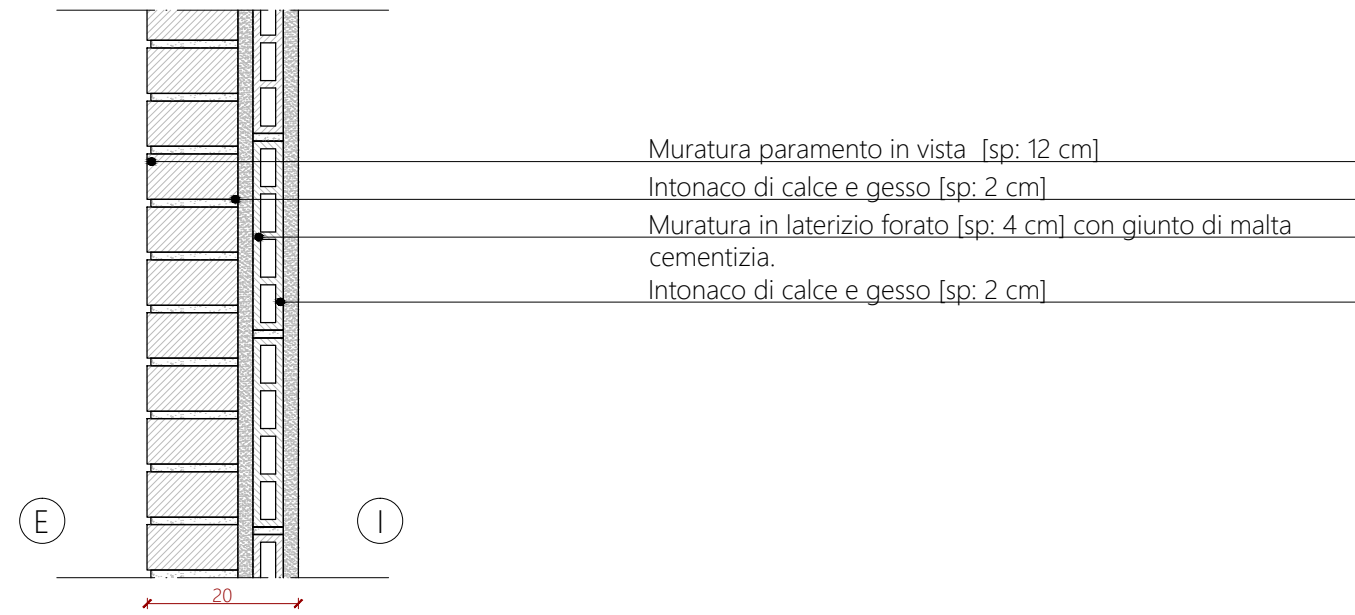 Muratura paramento in vista [sp: 12 cm]
Intonaco di calce e gesso [sp: 2 cm]
Muratura in laterizio forato [sp: 4 cm] con giunto di malta
cementizia.
Intonaco di calce e gesso [sp: 2 cm]
E
I
20